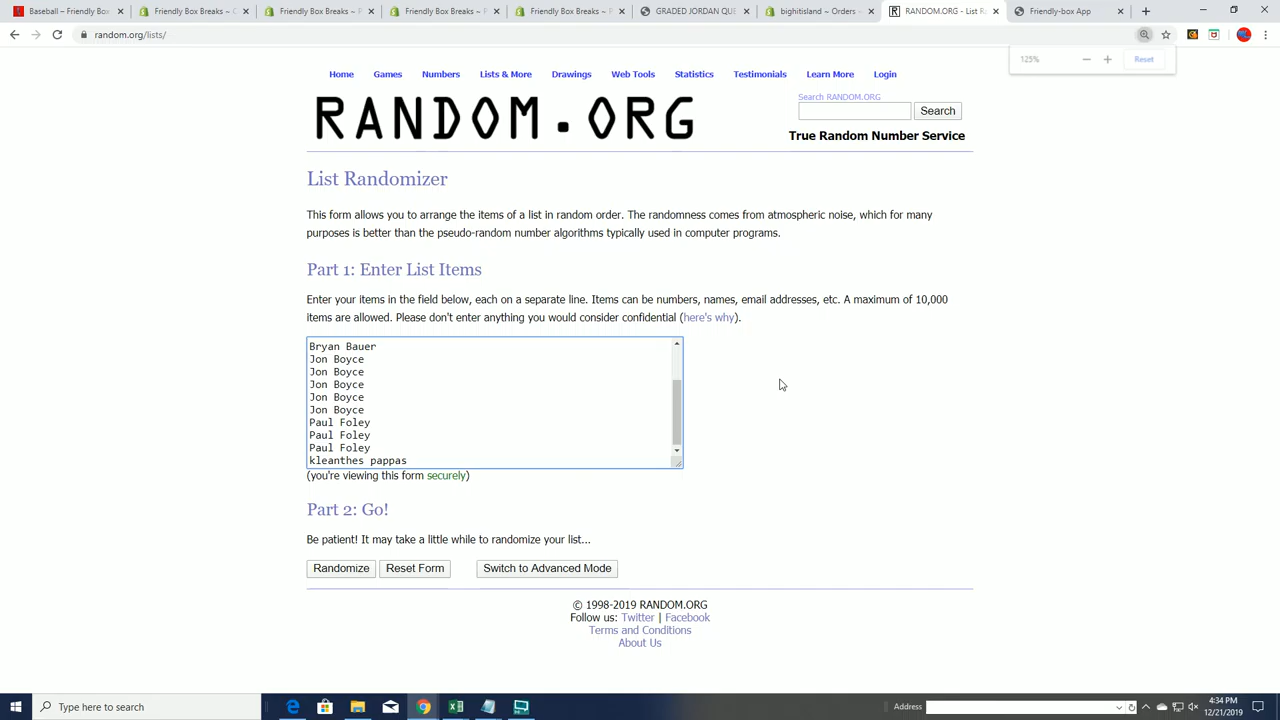 Baseball – Friendly Box
Friendly Box Breaks - C
Friendly Box Breaks
Friendly Box Breaks
Friendly Box Breaks
GRADED JORDAN QUE
bighitisland – Orders
RANDOM.ORG - List R
Friendly-box App
random.org/lists/
125%
Reset
Home Games Numbers Lists & More Drawings Web Tools Statistics Testimonials Learn More Login
RANDOM.ORG
Search RANDOM.ORG
Search
True Random Number Service
List Randomizer
This form allows you to arrange the items of a list in random order. The randomness comes from atmospheric noise, which for many
purposes is better than the pseudo-random number algorithms typically used in computer programs.
Part 1: Enter List Items
Enter your items in the field below, each on a separate line. Items can be numbers, names, email addresses, etc. A maximum of 10,000
items are allowed. Please don't enter anything you would consider confidential (here's why).
Bryan Bauer
Jon Boyce
Jon Boyce
Jon Boyce
Jon Boyce
Jon Boyce
Paul Foley
Paul Foley
Paul Foley
kleanthes pappas
(you're viewing this form securely)
Part 2: Go!
Be patient! It may take a little while to randomize your list...
Randomize Reset Form Switch to Advanced Mode
© 1998-2019 RANDOM.ORG
Follow us: Twitter | Facebook
Terms and Conditions
About Us
Type here to search
Address
4:34 PM
12/21/2019